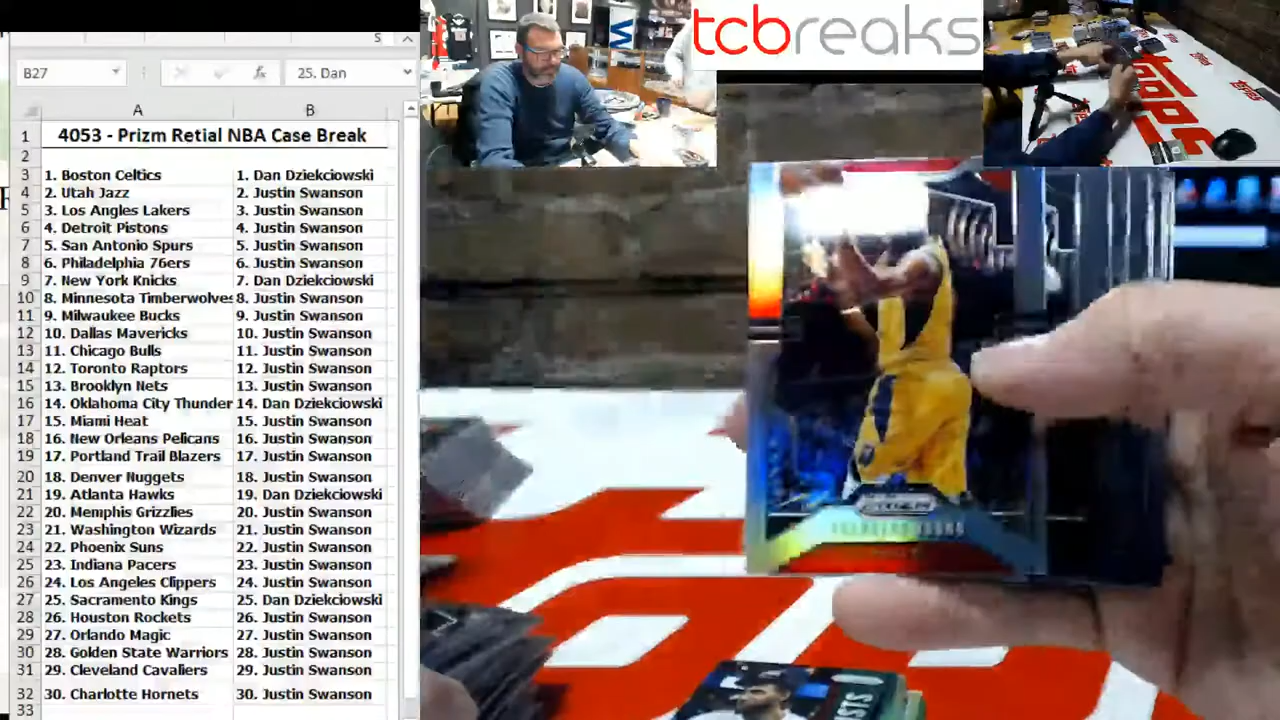 S
B27 fx 25. Dan
A B
1 4053 - Prizm Retial NBA Case Break
2
3 1. Boston Celtics 1. Dan Dziekciowski
4 2. Utah Jazz 2. Justin Swanson
5 3. Los Angles Lakers 3. Justin Swanson
6 4. Detroit Pistons 4. Justin Swanson
7 5. San Antonio Spurs 5. Justin Swanson
8 6. Philadelphia 76ers 6. Justin Swanson
9 7. New York Knicks 7. Dan Dziekciowski
10 8. Minnesota Timberwolves 8. Justin Swanson
11 9. Milwaukee Bucks 9. Justin Swanson
12 10. Dallas Mavericks 10. Justin Swanson
13 11. Chicago Bulls 11. Justin Swanson
14 12. Toronto Raptors 12. Justin Swanson
15 13. Brooklyn Nets 13. Justin Swanson
16 14. Oklahoma City Thunder 14. Dan Dziekciowski
17 15. Miami Heat 15. Justin Swanson
18 16. New Orleans Pelicans 16. Justin Swanson
19 17. Portland Trail Blazers 17. Justin Swanson
20 18. Denver Nuggets 18. Justin Swanson
21 19. Atlanta Hawks 19. Dan Dziekciowski
22 20. Memphis Grizzlies 20. Justin Swanson
23 21. Washington Wizards 21. Justin Swanson
24 22. Phoenix Suns 22. Justin Swanson
25 23. Indiana Pacers 23. Justin Swanson
26 24. Los Angeles Clippers 24. Justin Swanson
27 25. Sacramento Kings 25. Dan Dziekciowski
28 26. Houston Rockets 26. Justin Swanson
29 27. Orlando Magic 27. Justin Swanson
30 28. Golden State Warriors 28. Justin Swanson
31 29. Cleveland Cavaliers 29. Justin Swanson
32 30. Charlotte Hornets 30. Justin Swanson
33
tcbreaks
topps
PRIZM